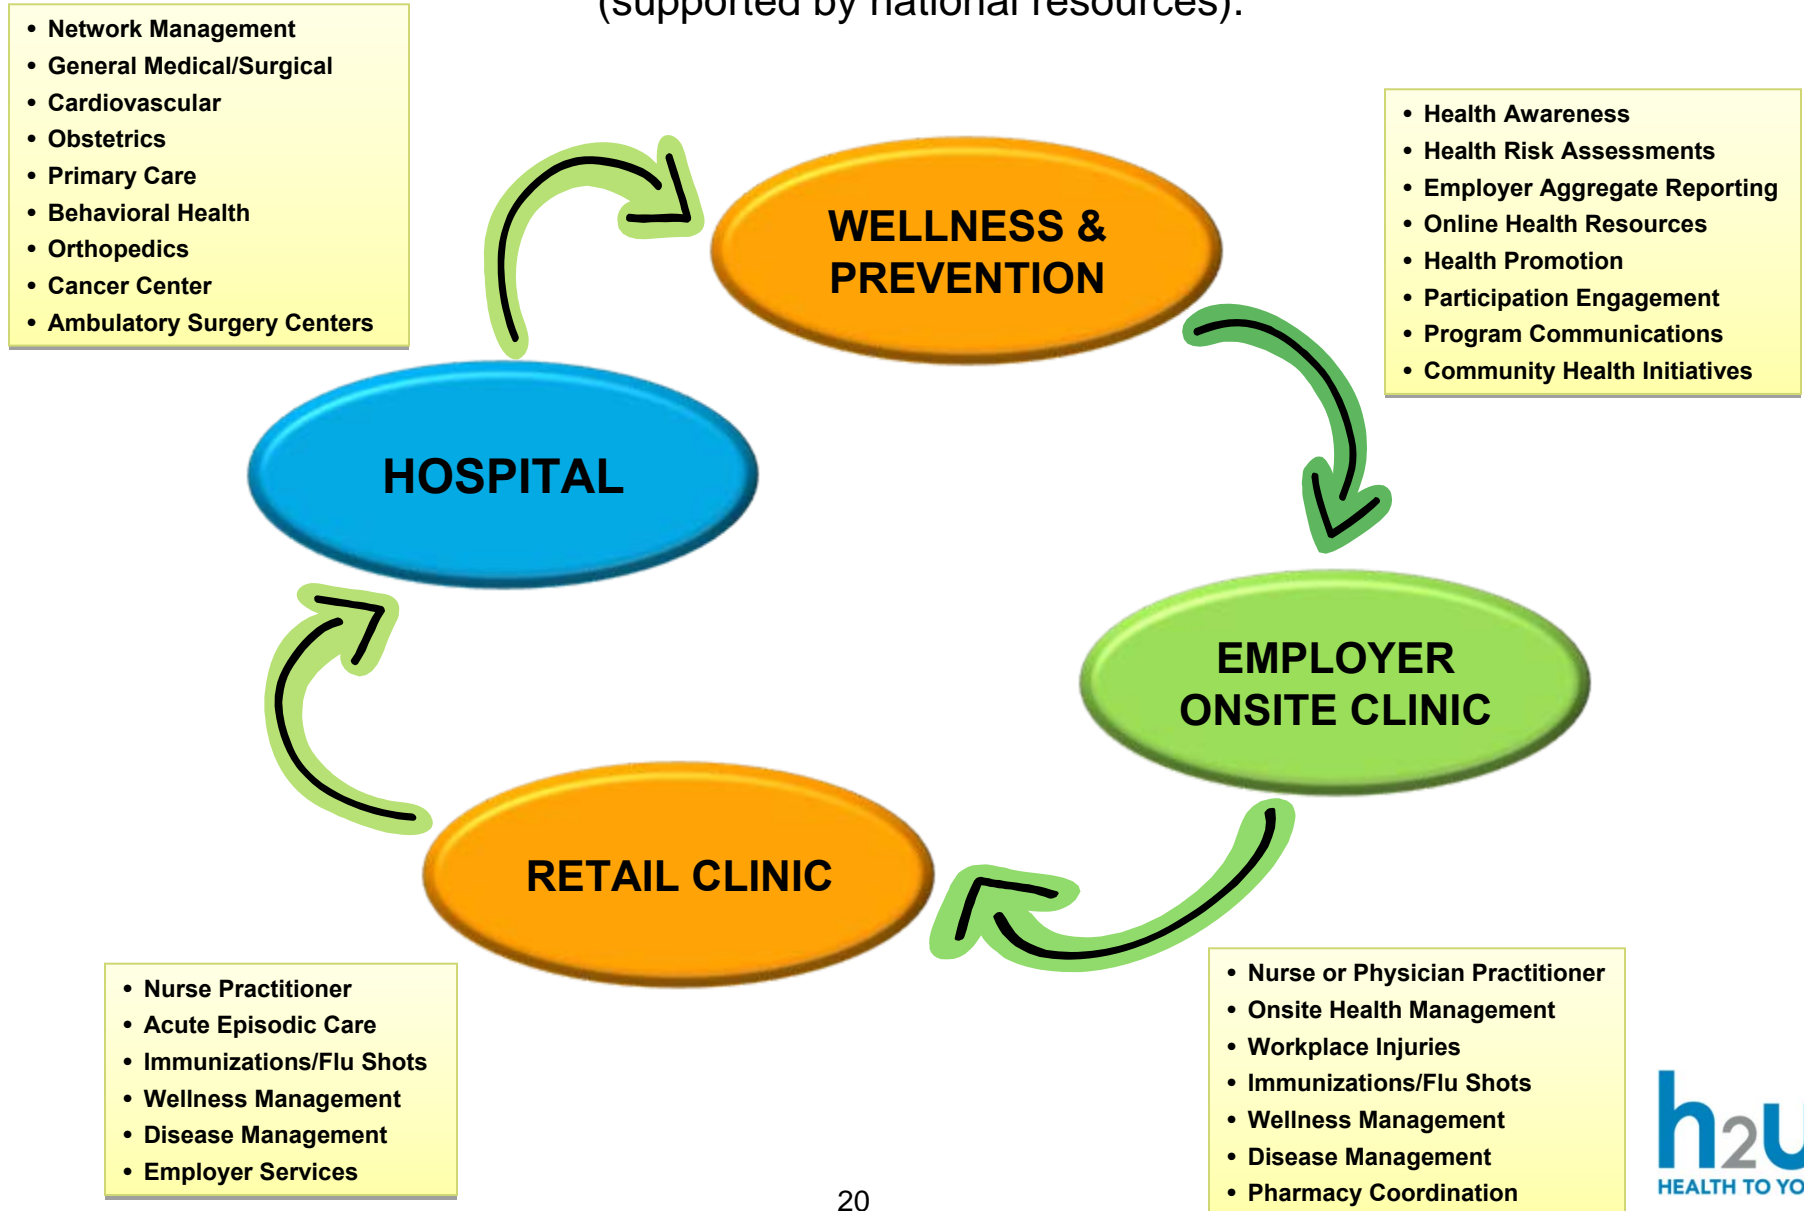 (supported by national resources).
• Network Management
• General Medical/Surgical
• Cardiovascular
• Obstetrics
• Primary Care
• Behavioral Health
• Orthopedics
• Cancer Center
• Ambulatory Surgery Centers
• Health Awareness
• Health Risk Assessments
• Employer Aggregate Reporting
• Online Health Resources
• Health Promotion
• Participation Engagement
• Program Communications
• Community Health Initiatives
WELLNESS &
PREVENTION
HOSPITAL
EMPLOYER
ONSITE CLINIC
RETAIL CLINIC
• Nurse Practitioner
• Acute Episodic Care
• Immunizations/Flu Shots
• Wellness Management
• Disease Management
• Employer Services
• Nurse or Physician Practitioner
• Onsite Health Management
• Workplace Injuries
• Immunizations/Flu Shots
• Wellness Management
• Disease Management
• Pharmacy Coordination
h2u
HEALTH TO YO
20